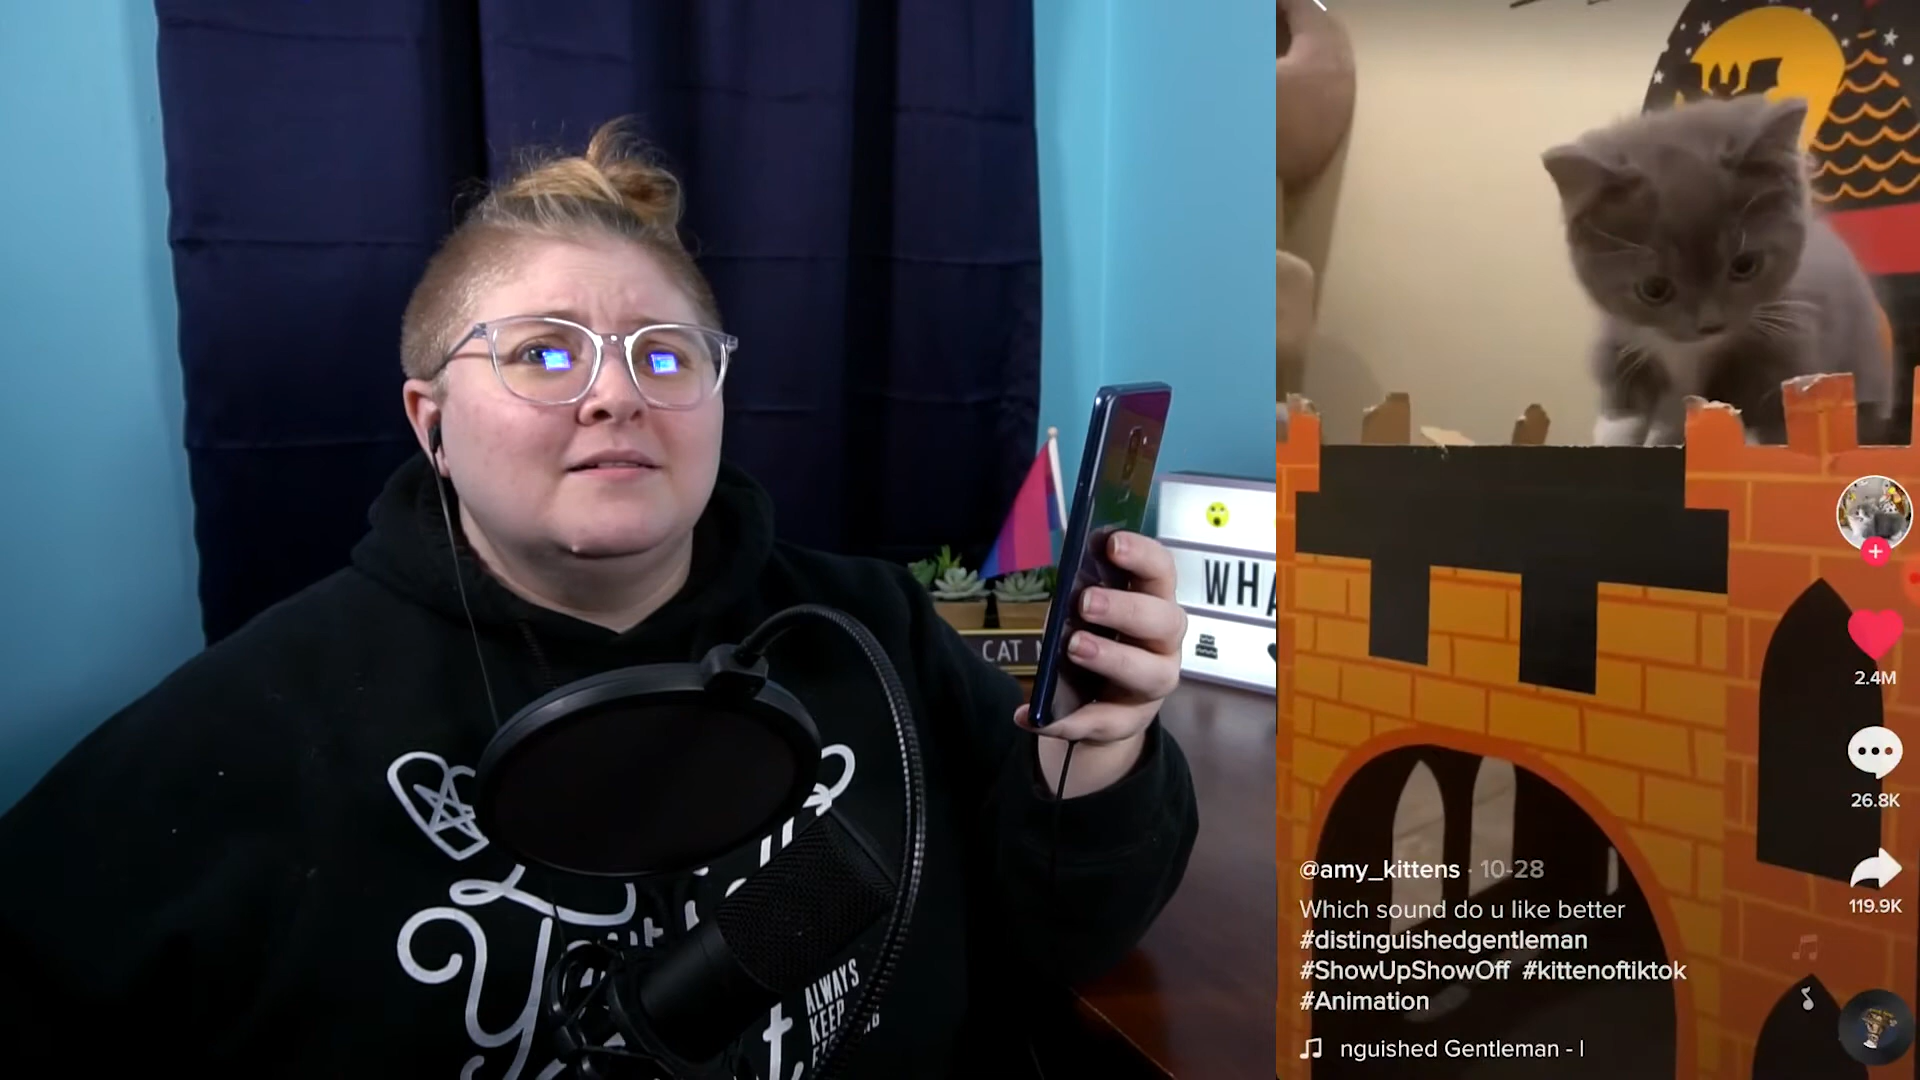 WHA
CAT
ALWAYS
KEEP
@amy_kittens · 10-28
Which sound do u like better
#distinguishedgentleman
#ShowUpShowOff #kittenoftiktok
#Animation
nguished Gentleman - I
2.4M
26.8K
119.9K